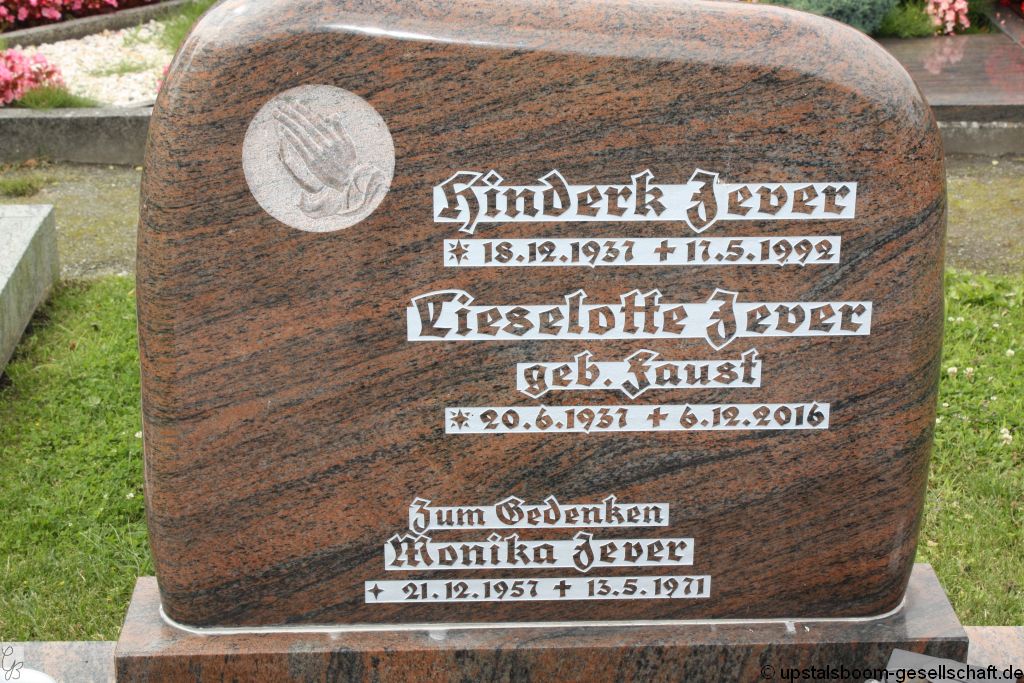 Hinderk Jever
* 18.12.1937 + 17.5.1992
Lieselotte Jever
geb. Faust
* 20.6.1937 + 6.12.2016
Zum Gedenken
Monika Jever
* 21.12.1957 + 13.5.1971
GB
© upstalsboom-gesellschaft.de